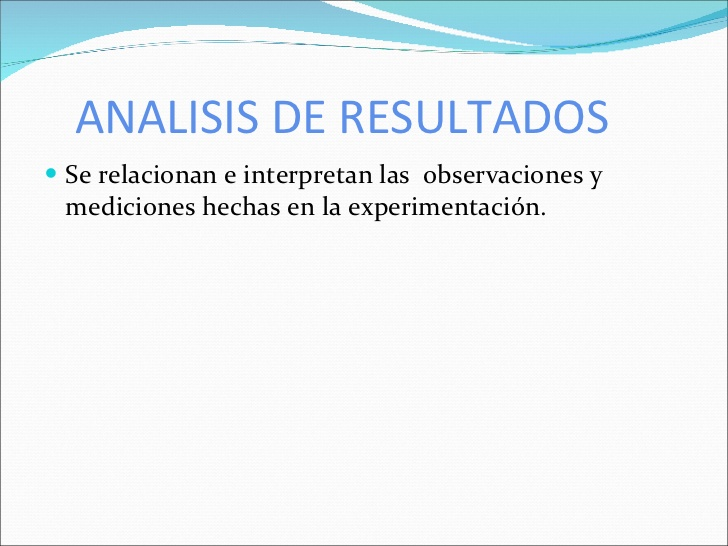 ANALISIS DE RESULTADOS
Se relacionan e interpretan las observaciones y
mediciones hechas en la experimentación.